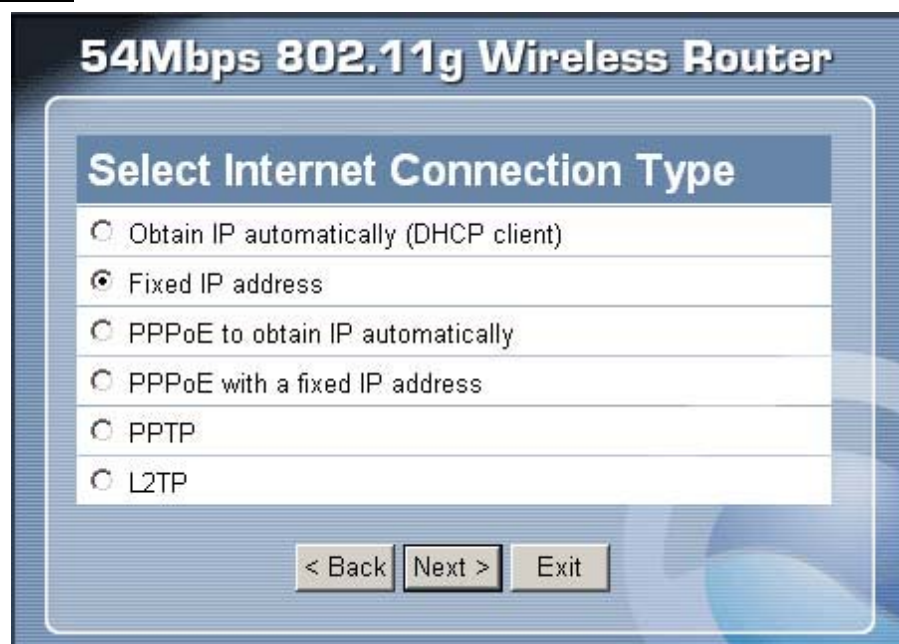 54Mbps 802.11g Wireless Router
Select Internet Connection Type
Obtain IP automatically (DHCP client)
Fixed IP address
PPPoE to obtain IP automatically
PPPoE with a fixed IP address
PPTP
L2TP
< Back Next > Exit